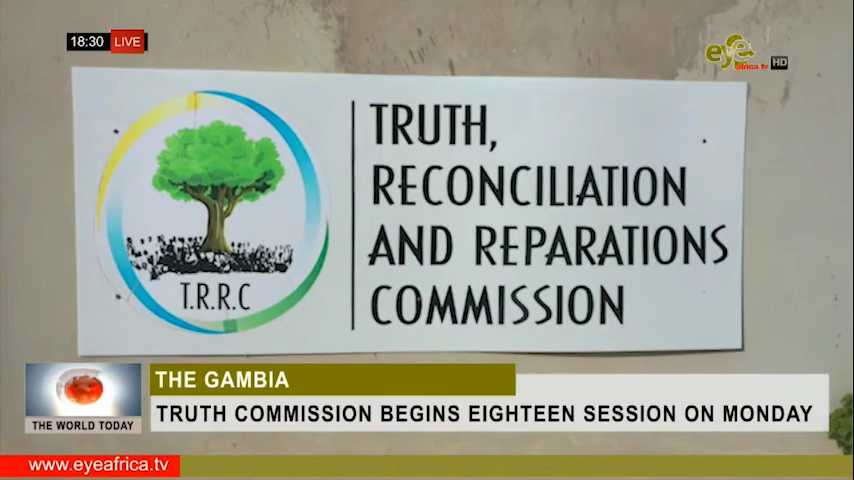 18:30 LIVE
eye
africa tv HD
TRUTH,
RECONCILIATION
AND REPARATIONS
COMMISSION
T.R.R.C
THE GAMBIA
TRUTH COMMISSION BEGINS EIGHTEEN SESSION ON MONDAY
THE WORLD TODAY
www.eyeafrica.tv